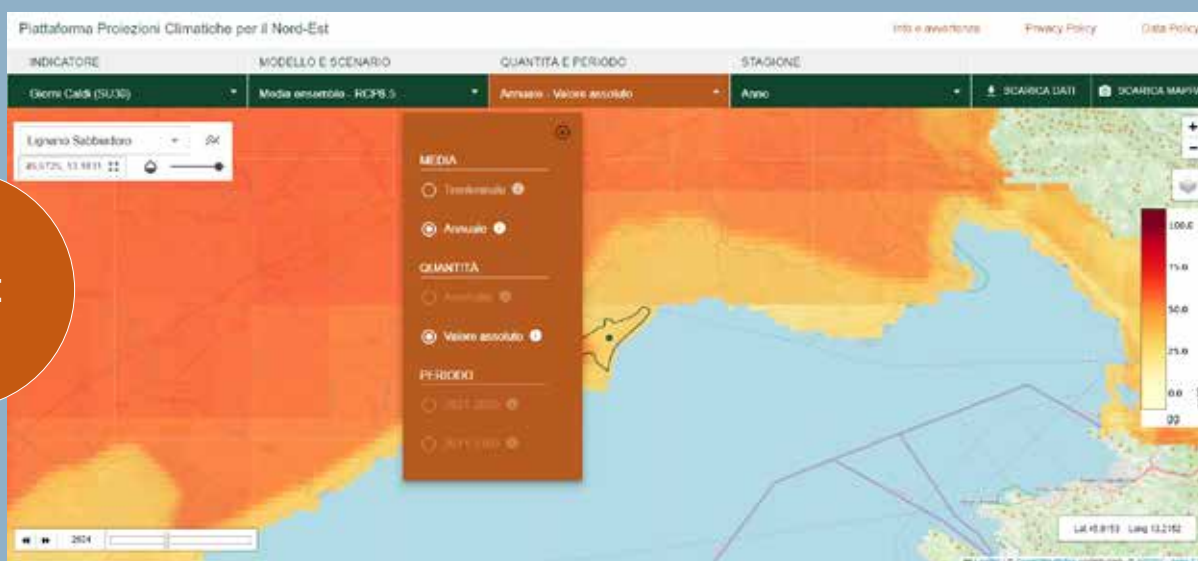 Piattaforma Proiezioni Climatiche per il Nord-Est
Info e avvertenze Privacy Policy Data Policy
INDICATORE MODELLO E SCENARIO QUANTITÀ E PERIODO STAGIONE
Giorni Caldi (SU30) Media ensemble - RCP8.5 Annuale - Valore assoluto Anno SCARICA DATI SCARICA MAPPA
Lignano Sabbiadoro
MEDIA
Trentennale
Annuale
QUANTITÀ
Anomalia
Valore assoluto
PERIODO
+
−
100.0
75.0
50.0
25.0
0.0
gg